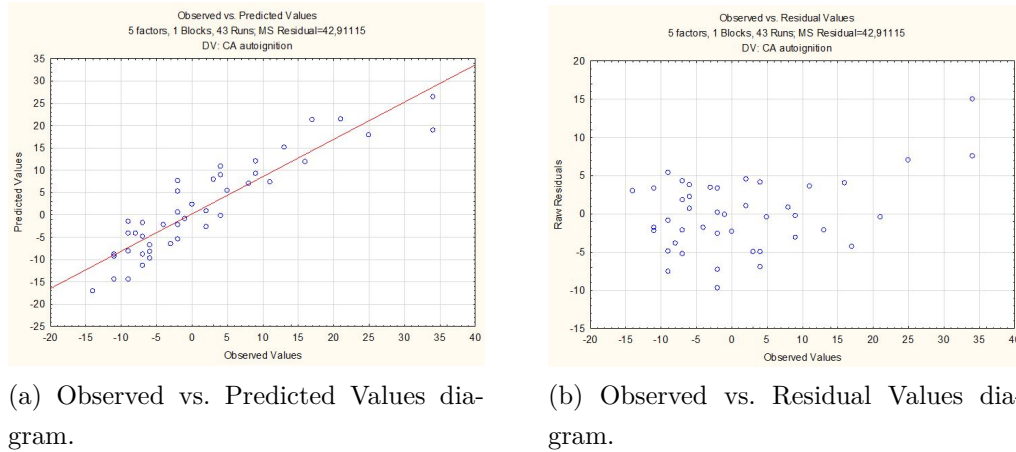 Observed vs. Predicted Values
5 factors, 1 Blocks, 43 Runs; MS Residual=42,91115
DV: CA autoignition
35
30
25
20
15
10
5
0
-5
-10
-15
-20
-25
Predicted Values
-20 -15 -10 -5 0 5 10 15 20 25 30 35 40
Observed Values
(a) Observed vs. Predicted Values dia-
gram.
Observed vs. Residual Values
5 factors, 1 Blocks, 43 Runs; MS Residual=42,91115
DV: CA autoignition
20
15
10
5
0
-5
-10
-15
Raw Residuals
-20 -15 -10 -5 0 5 10 15 20 25 30 35 40
Observed Values
(b) Observed vs. Residual Values dia-
gram.